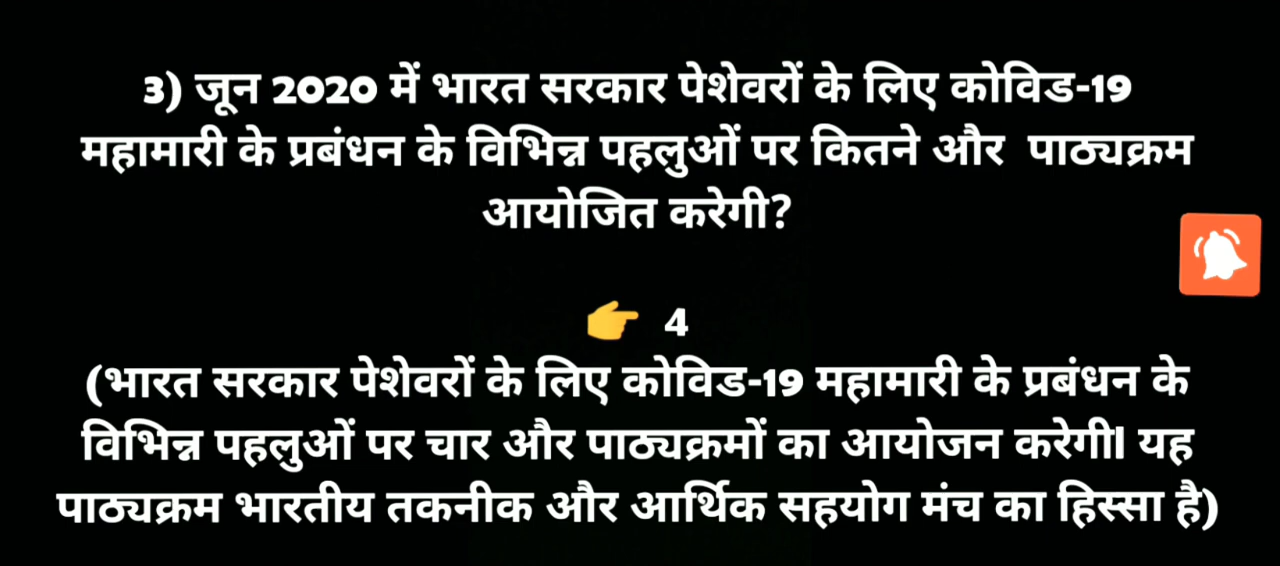 3) जून 2020 में भारत सरकार पेशेवरों के लिए कोविड-19
महामारी के प्रबंधन के विभिन्न पहलुओं पर कितने और पाठ्यक्रम
आयोजित करेगी?
👉 4
(भारत सरकार पेशेवरों के लिए कोविड-19 महामारी के प्रबंधन के
विभिन्न पहलुओं पर चार और पाठ्यक्रमों का आयोजन करेगी। यह
पाठ्यक्रम भारतीय तकनीक और आर्थिक सहयोग मंच का हिस्सा है)